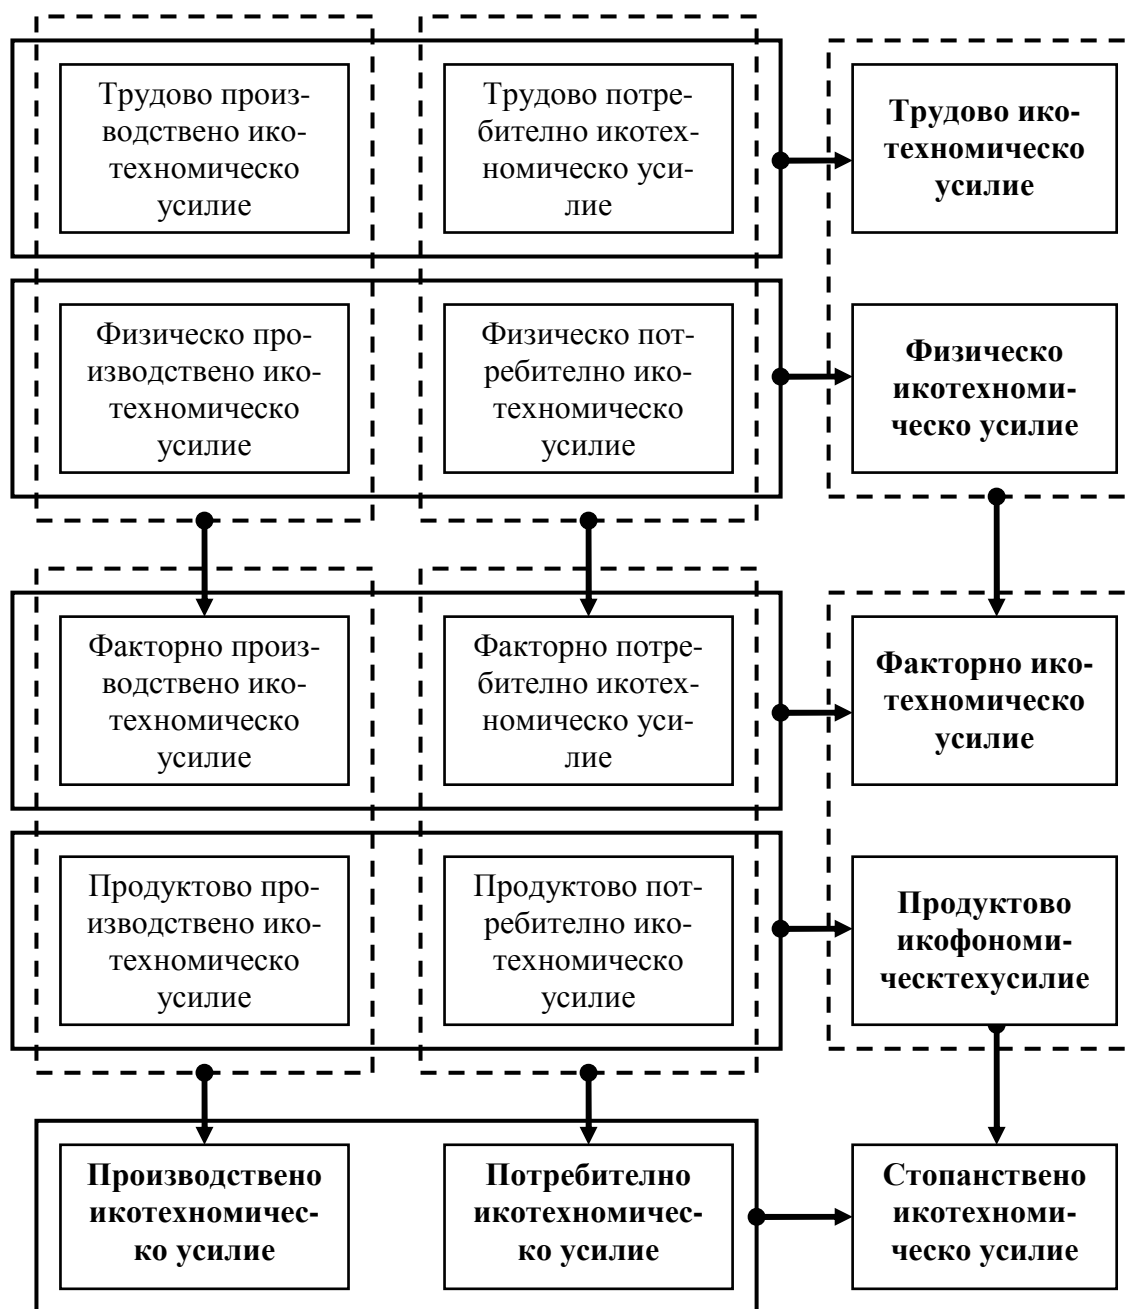 Трудово произ-
водствено ико-
техномическо
усилие
Трудово потре-
бително икотех-
номическо уси-
лие
Трудово ико-
техномическо
усилие
Физическо про-
изводствено ико-
техномическо
усилие
Физическо пот-
ребително ико-
техномическо
усилие
Физическо
икотехноми-
ческо усилие
Факторно произ-
водствено ико-
техномическо
усилие
Факторно потре-
бително икотех-
номическо уси-
лие
Факторно ико-
техномическо
усилие
Продуктово про-
изводствено ико-
техномическо
усилие
Продуктово пот-
ребително ико-
техномическо
усилие
Продуктово
икофономи-
ческтехусилие
Производствено
икотехномичес-
ко усилие
Потребително
икотехномичес-
ко усилие
Стопанствено
икотехноми-
ческо усилие